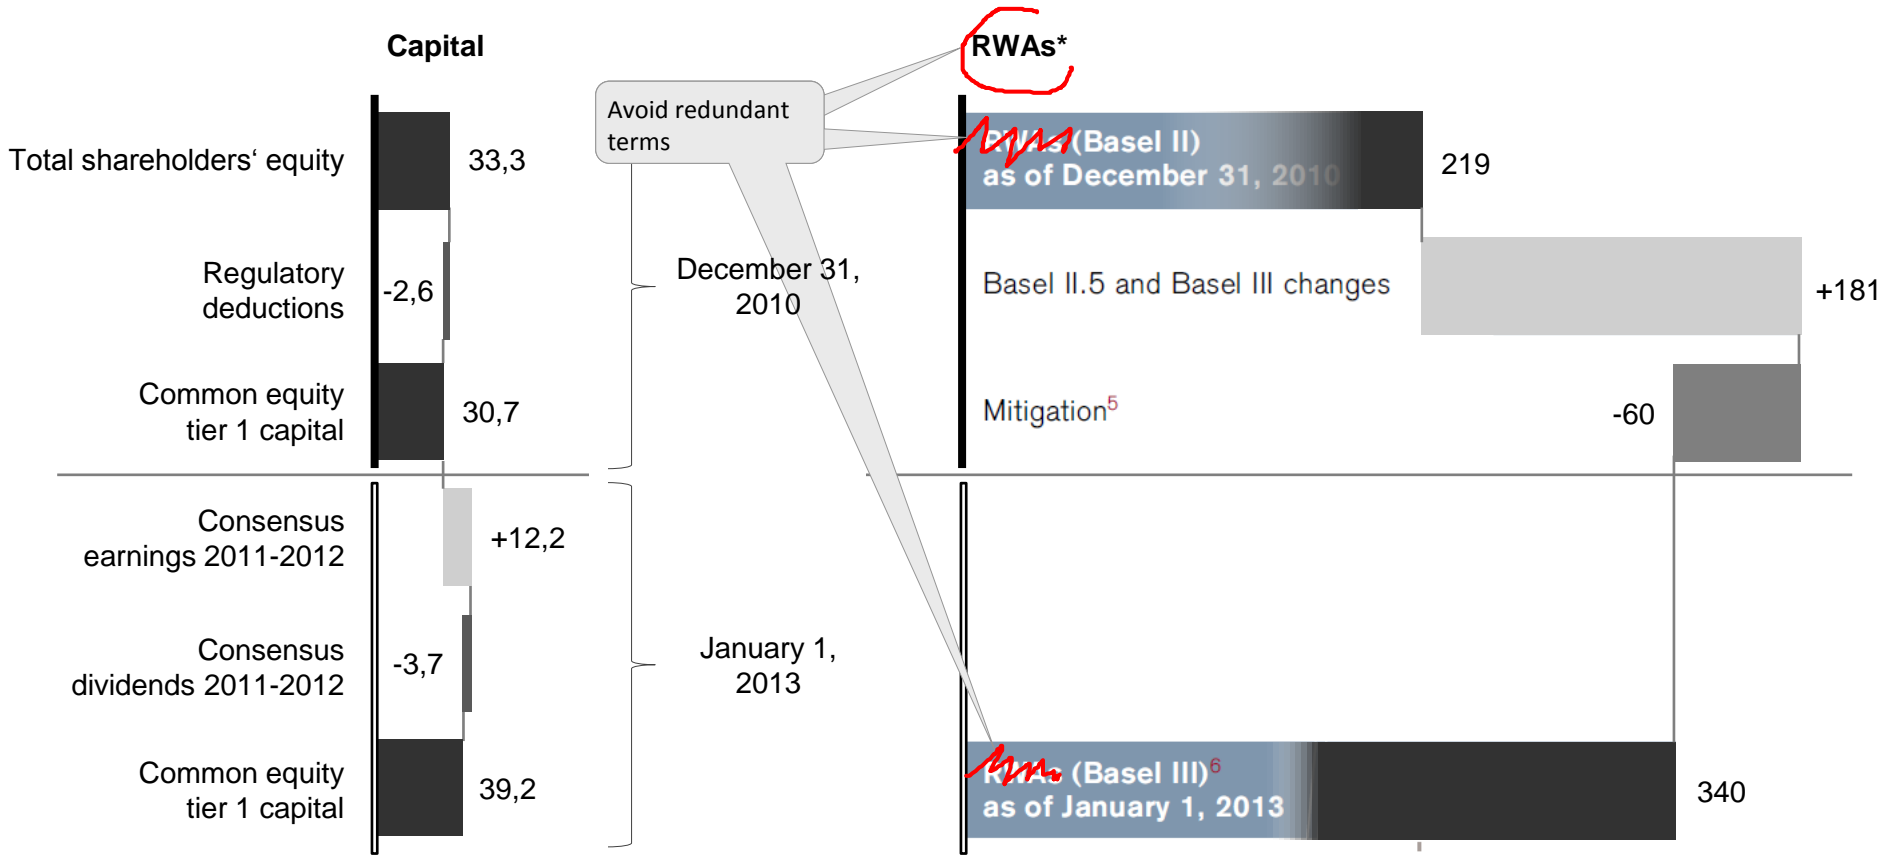 Capital
RWAs*
Avoid redundant
terms
Total shareholders‘ equity
33,3
RWAs (Basel II)
as of December 31, 2010
219
Regulatory
deductions
-2,6
December 31,
2010
Basel II.5 and Basel III changes
+181
Common equity
tier 1 capital
30,7
Mitigation⁵
-60
Consensus
earnings 2011-2012
+12,2
Consensus
dividends 2011-2012
-3,7
January 1,
2013
Common equity
tier 1 capital
39,2
RWAs (Basel III)⁶
as of January 1, 2013
340